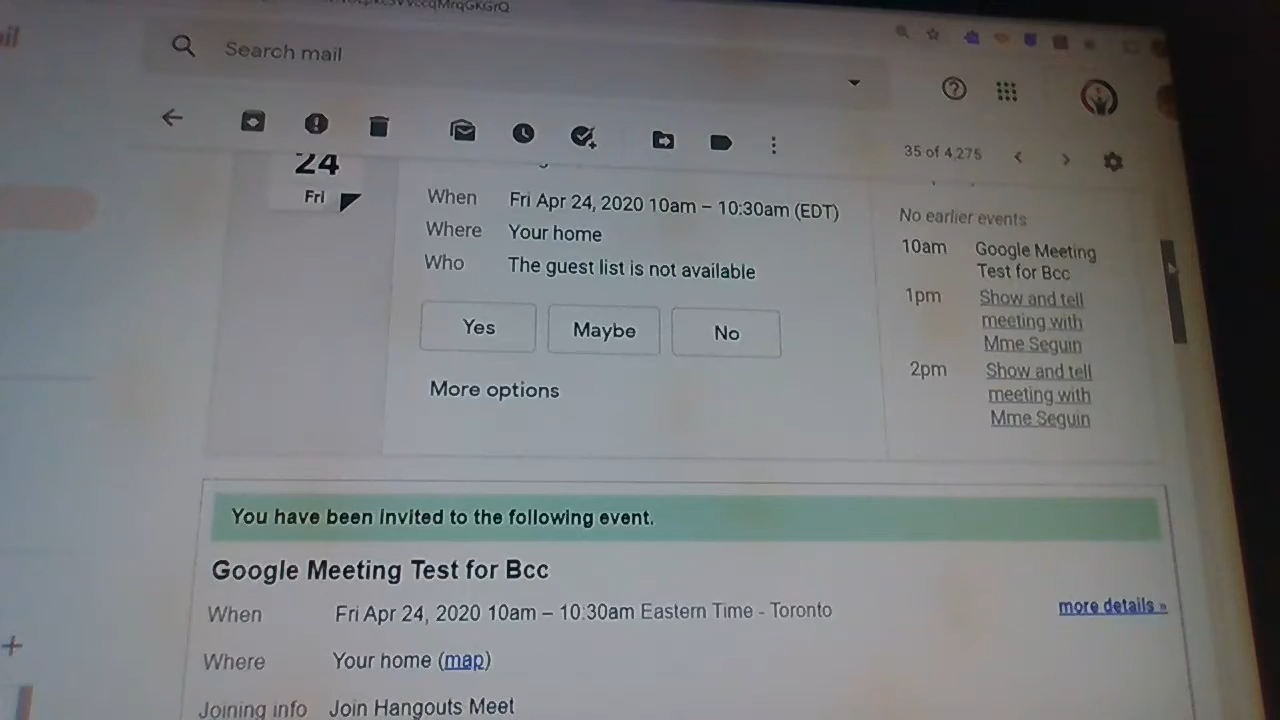 Search mail
35 of 4,275
24
Fri
When Fri Apr 24, 2020 10am – 10:30am (EDT)
Where Your home
Who The guest list is not available
Yes Maybe No
More options
No earlier events
10am Google Meeting
Test for Bcc
1pm Show and tell
meeting with
Mme Seguin
2pm Show and tell
meeting with
Mme Seguin
You have been invited to the following event.
Google Meeting Test for Bcc
When Fri Apr 24, 2020 10am – 10:30am Eastern Time - Toronto
more details »
Where Your home (map)
Joining info Join Hangouts Meet